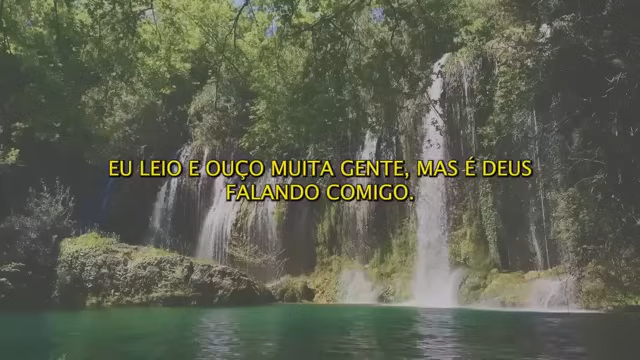 EU LEIO E OUÇO MUITA GENTE, MAS É DEUS
FALANDO COMIGO.